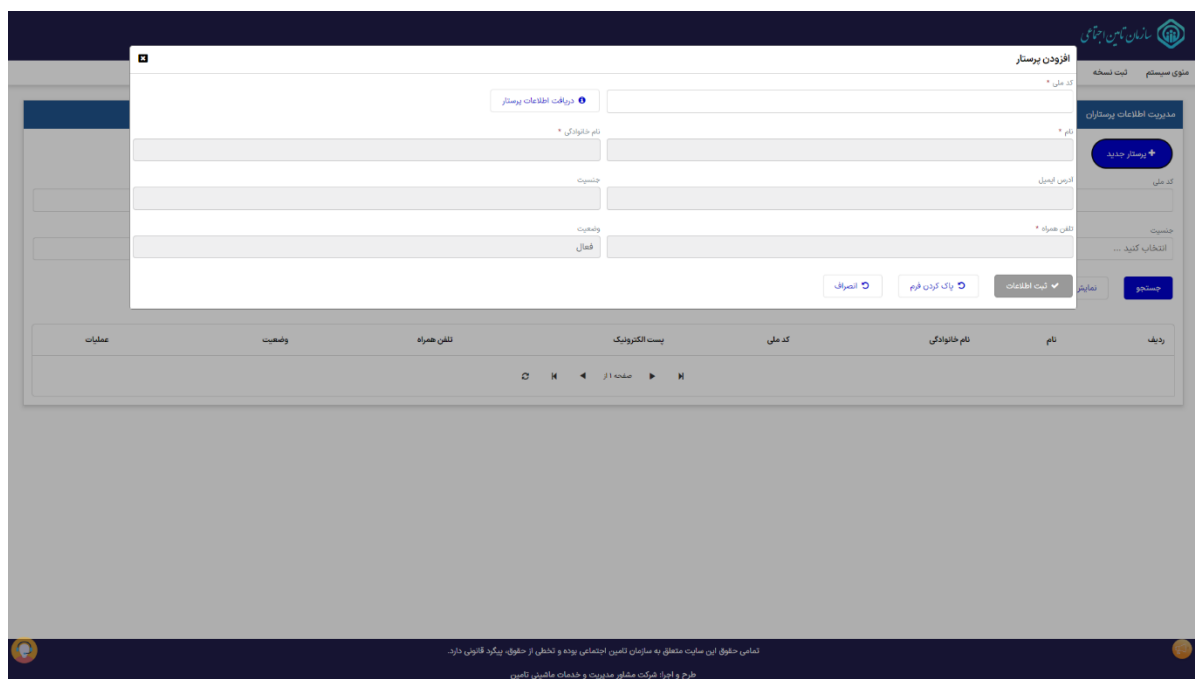 سازمان تامین اجتماعی
منوی سیستم ثبت نسخه
افزودن پرستار
کد ملی *
دریافت اطلاعات پرستار
نام * نام خانوادگی *
آدرس ایمیل جنسیت
تلفن همراه * وضعیت
فعال
ثبت اطلاعات پاک کردن فرم انصراف
مدیریت اطلاعات پرستاران
+ پرستار جدید
کد ملی
جنسیت
انتخاب کنید ...
جستجو
ردیف نام نام خانوادگی کد ملی پست الکترونیک تلفن همراه وضعیت عملیات
صفحه ۱ از
تمامی حقوق این سایت متعلق به سازمان تامین اجتماعی بوده و تخطی از حقوق، پیگرد قانونی دارد.
طرح و اجرا: شرکت مشاور مدیریت و خدمات ماشینی تامین